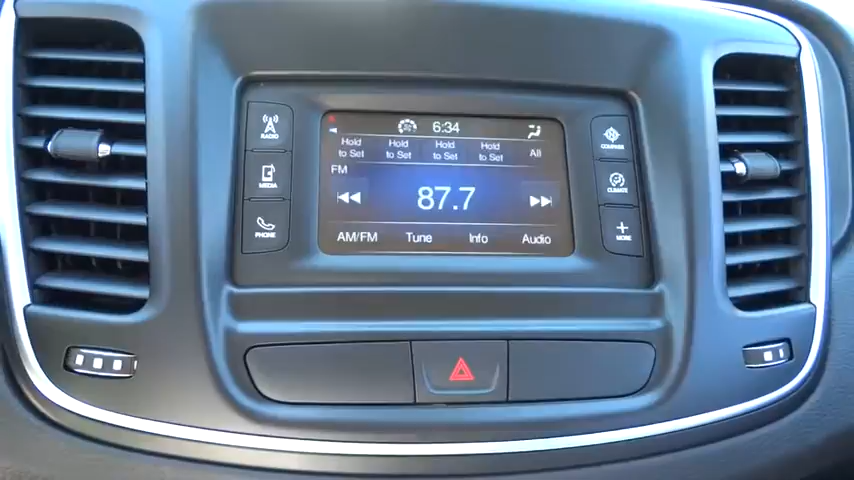 RADIO
MEDIA
PHONE
6:34
Hold to Set
Hold to Set
Hold to Set
Hold to Set
All
FM
87.7
AM/FM Tune Info Audio
COMPASS
CLIMATE
MORE